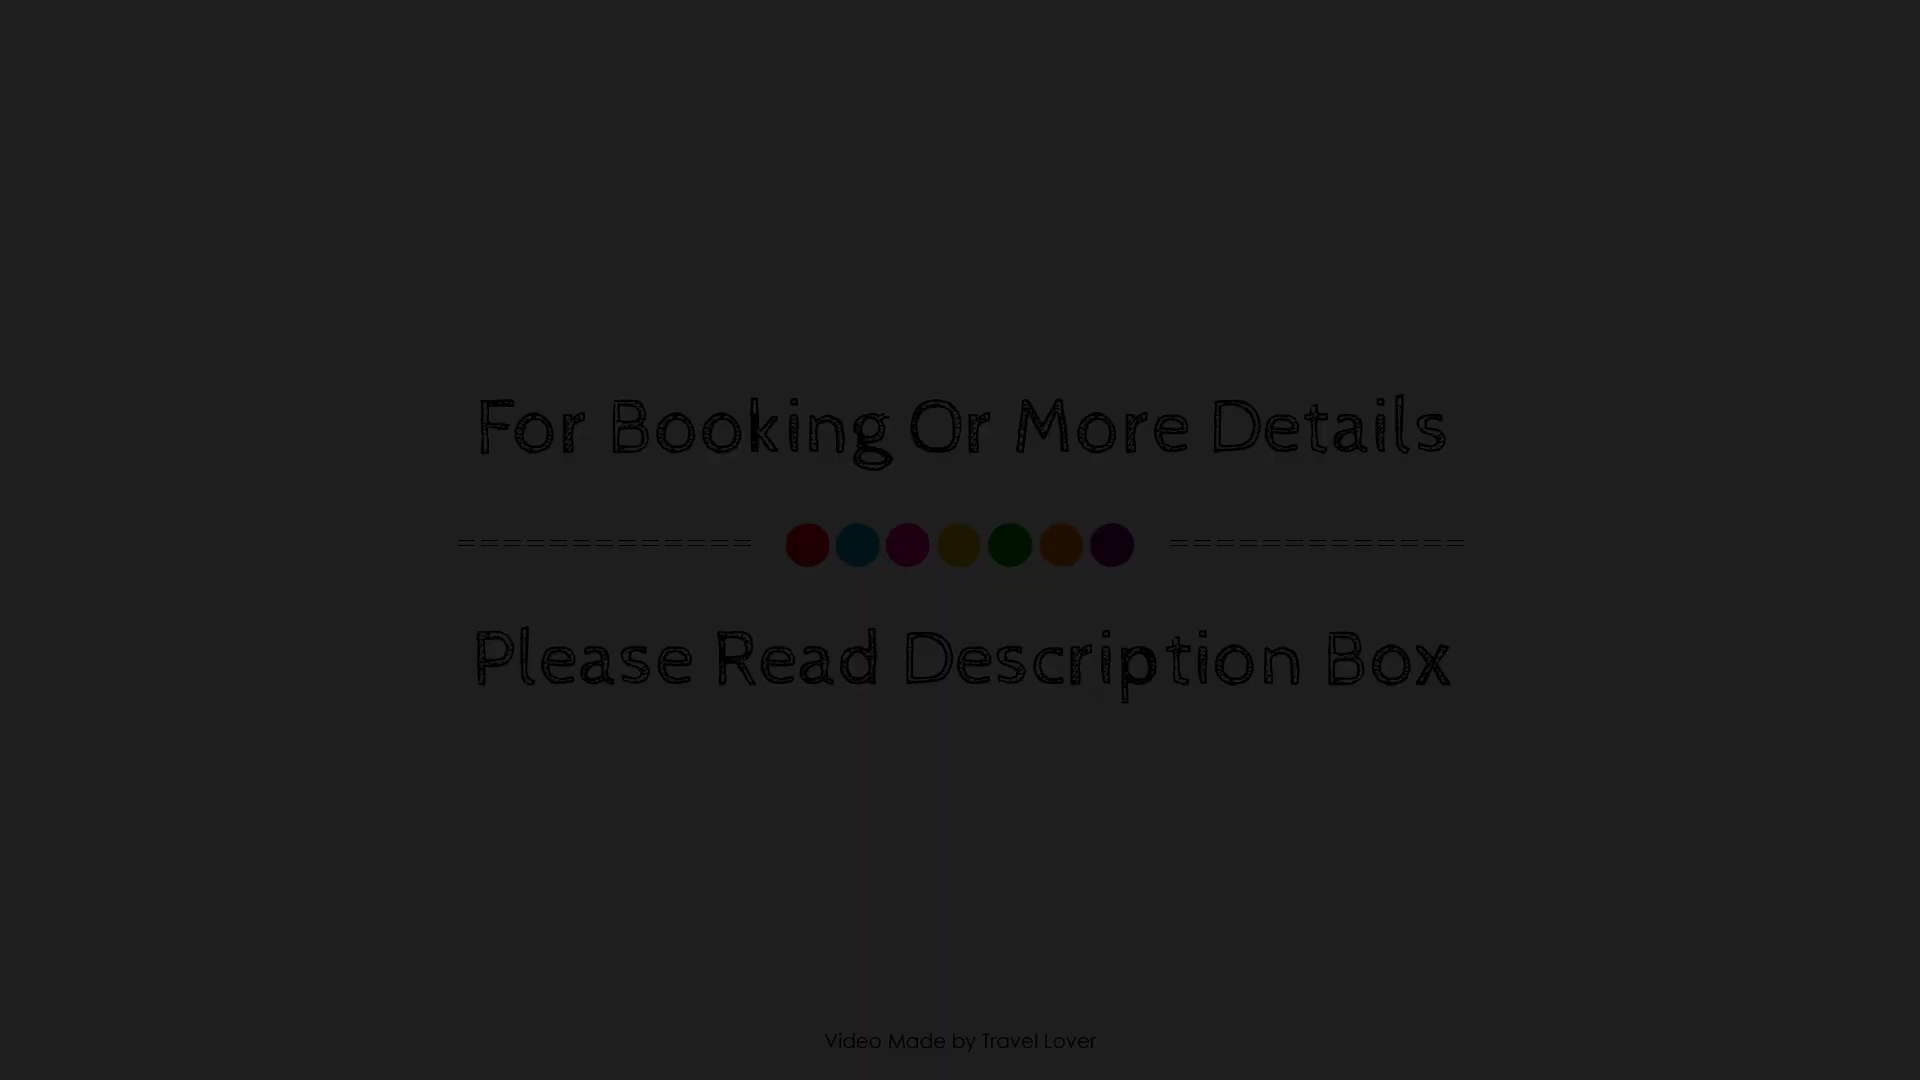 For Booking Or More Details
============= =============
Please Read Description Box
Video Made by Travel Lover